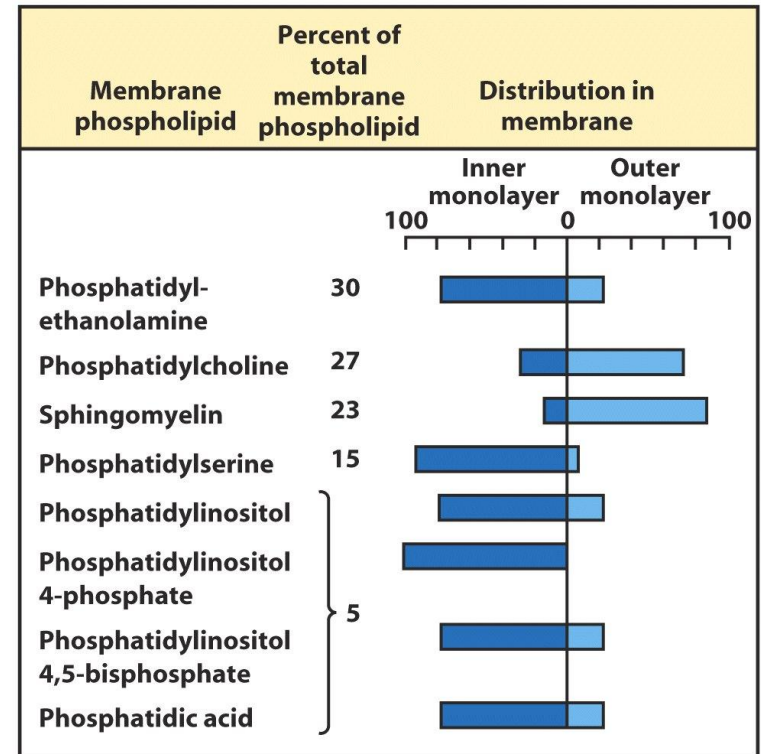 Percent of
total
Membrane membrane Distribution in
phospholipid phospholipid membrane
Inner Outer
monolayer monolayer
100 0 100
Phosphatidyl- 30
ethanolamine
Phosphatidylcholine 27
Sphingomyelin 23
Phosphatidylserine 15
Phosphatidylinositol
Phosphatidylinositol
4-phosphate
5
Phosphatidylinositol
4,5-bisphosphate
Phosphatidic acid